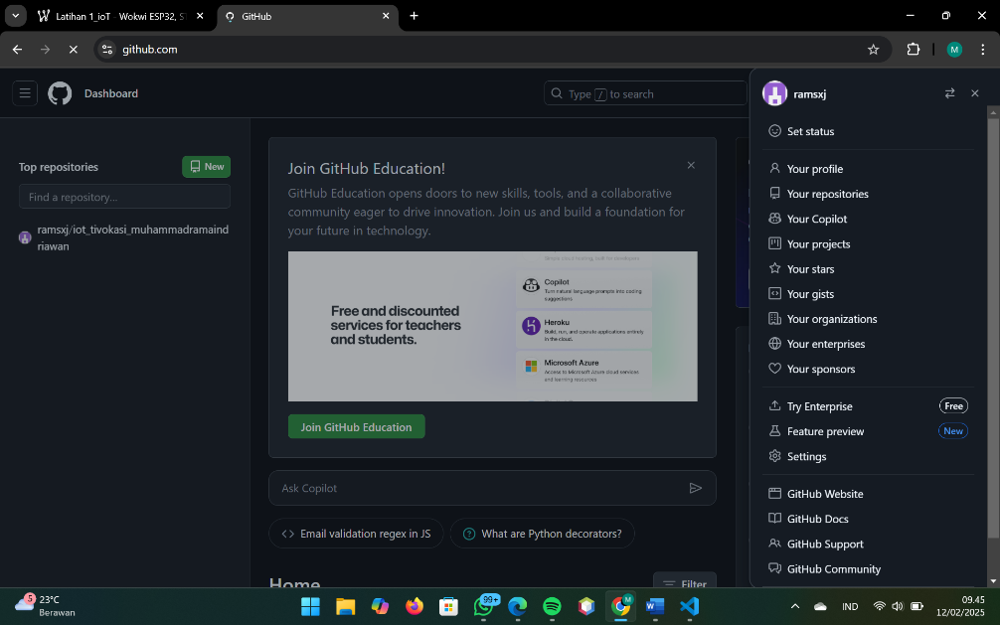 Latihan 1_ioT - Wokwi ESP32, ST
GitHub
github.com
M
Dashboard
Type / to search
ramsxj
Set status
Top repositories
New
Find a repository...
ramsxj/iot_tivokasi_muhammadramaind
riawan
Join GitHub Education!
GitHub Education opens doors to new skills, tools, and a collaborative
community eager to drive innovation. Join us and build a foundation for
your future in technology.
Free and discounted
services for teachers
and students.
Copilot
Turn natural language prompts into coding
suggestions
Heroku
Build, run, and operate applications entirely
in the cloud.
Microsoft Azure
Access to Microsoft Azure cloud services
and learning resources
Join GitHub Education
Ask Copilot
Email validation regex in JS
What are Python decorators?
Home
Filter
Your profile
Your repositories
Your Copilot
Your projects
Your stars
Your gists
Your organizations
Your enterprises
Your sponsors
Try Enterprise
Free
Feature preview
New
Settings
GitHub Website
GitHub Docs
GitHub Support
GitHub Community
5
23°C
Berawan
99+
M
IND
09.45
12/02/2025